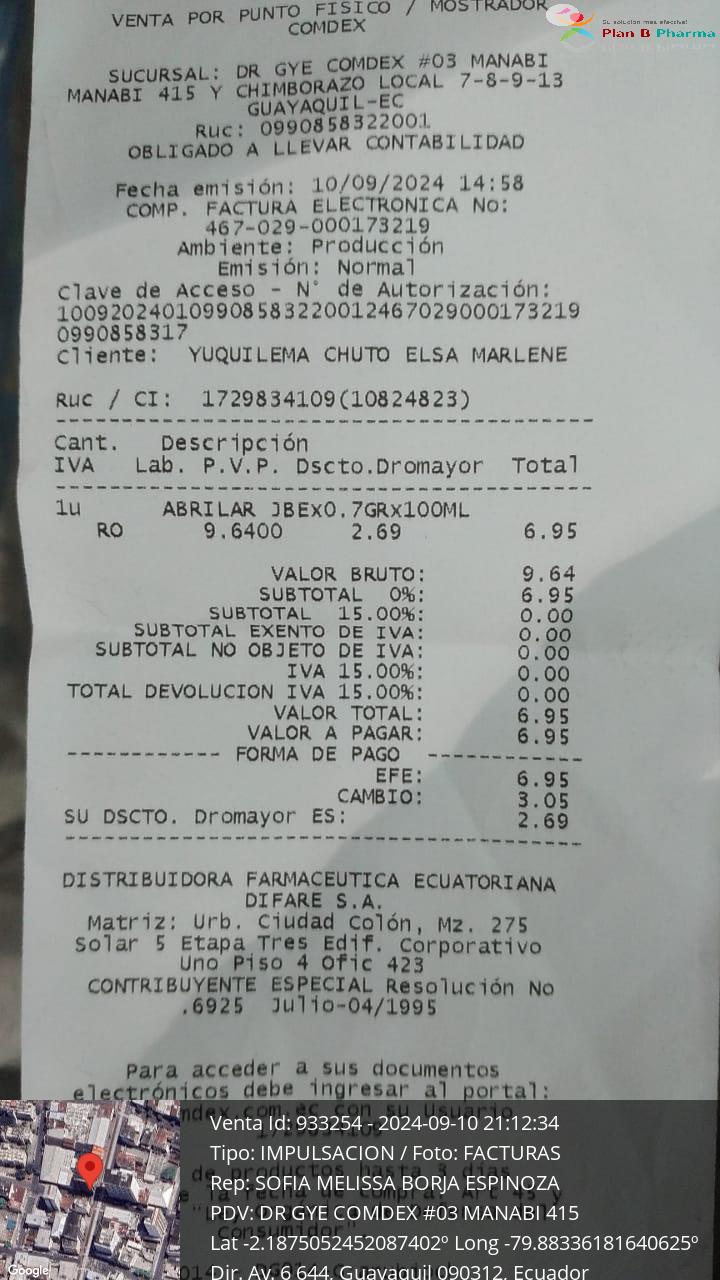 VENTA POR PUNTO FISICO / MOSTRADOR
COMDEX
Su solución mas efectiva!
Plan B Pharma
SUCURSAL: DR GYE COMDEX #03 MANABI
MANABI 415 Y CHIMBORAZO LOCAL 7-8-9-13
GUAYAQUIL-EC
Ruc: 0990858322001
OBLIGADO A LLEVAR CONTABILIDAD
Fecha emisión: 10/09/2024 14:58
COMP. FACTURA ELECTRONICA No:
467-029-000173219
Ambiente: Producción
Emisión: Normal
Clave de Acceso - N° de Autorización:
100920240109908583220012467029000173219
0990858317
Cliente: YUQUILEMA CHUTO ELSA MARLENE
Ruc / CI: 1729834109(10824823)
Cant. Descripción
IVA Lab. P.V.P. Dscto.Dromayor Total
1u ABRILAR JBEx0.7GRx100ML
RO 9.6400 2.69 6.95
VALOR BRUTO: 9.64
SUBTOTAL 0%: 6.95
SUBTOTAL 15.00%: 0.00
SUBTOTAL EXENTO DE IVA: 0.00
SUBTOTAL NO OBJETO DE IVA: 0.00
IVA 15.00%: 0.00
TOTAL DEVOLUCION IVA 15.00%: 0.00
VALOR TOTAL: 6.95
VALOR A PAGAR: 6.95
------------ FORMA DE PAGO ------------
EFE: 6.95
CAMBIO: 3.05
SU DSCTO. Dromayor ES: 2.69
DISTRIBUIDORA FARMACEUTICA ECUATORIANA
DIFARE S.A.
Matriz: Urb. Ciudad Colón, Mz. 275
Solar 5 Etapa Tres Edif. Corporativo
Uno Piso 4 Ofic 423
CONTRIBUYENTE ESPECIAL Resolución No
.6925 Julio-04/1995
Para acceder a sus documentos
electrónicos debe ingresar al portal:
Venta Id: 933254 - 2024-09-10 21:12:34
Tipo: IMPULSACION / Foto: FACTURAS
Rep: SOFIA MELISSA BORJA ESPINOZA
PDV: DR GYE COMDEX #03 MANABI 415
Lat -2.1875052452087402º Long -79.88336181640625º
Dir. Av. 6 644, Guayaquil 090312, Ecuador
Google